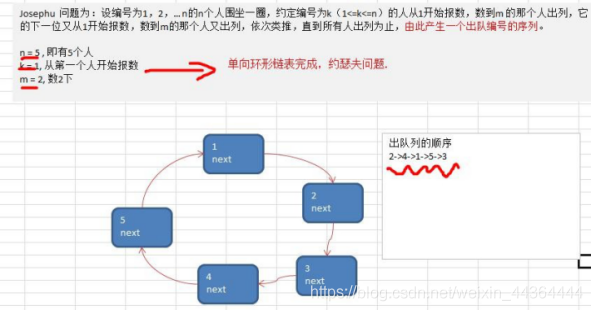 Josephu 问题为：设编号为1，2，…n的n个人围坐一圈，约定编号为k（1<=k<=n）的人从1开始报数，数到m 的那个人出列，它
的下一位又从1开始报数，数到m的那个人又出列，依次类推，直到所有人出列为止，由此产生一个出队编号的序列。
n = 5 , 即有5个人
k = 1, 从第一个人开始报数
m = 2, 数2下
单向环形链表完成，约瑟夫问题.
出队列的顺序
2->4->1->5->3
1
next
2
next
5
next
3
next
4
next
https://blog.csdn.net/weixin_44364444